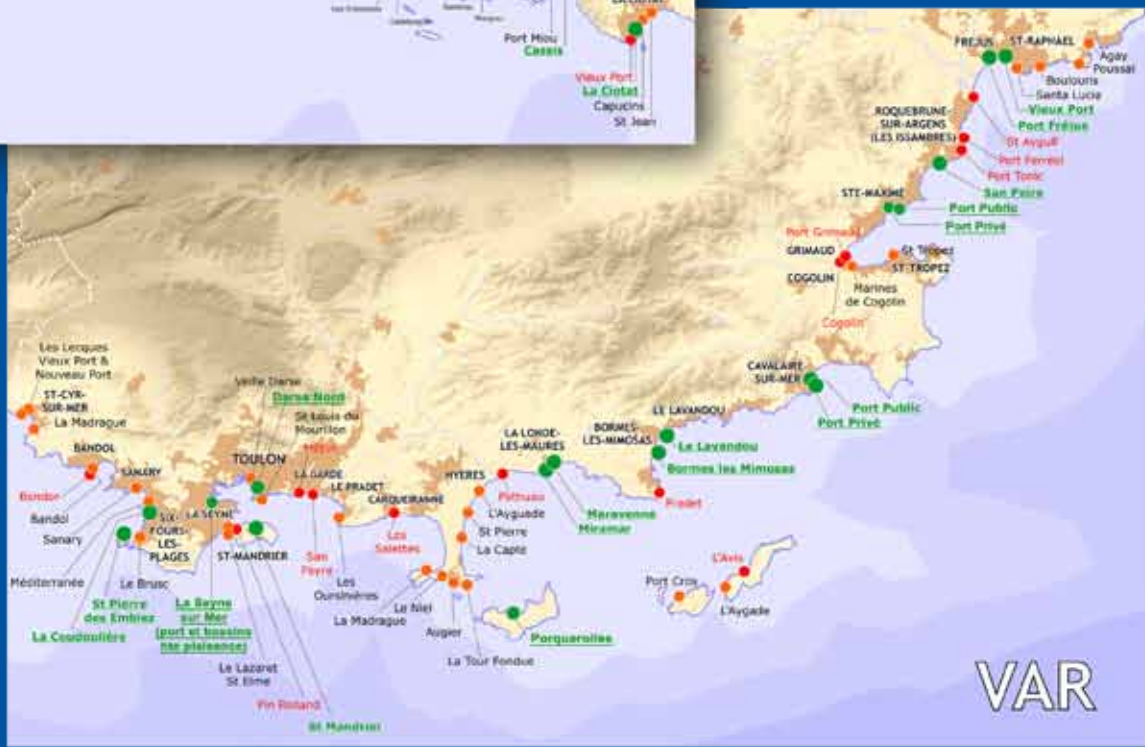 Port Miou
Cassis
Vieux Port
La Ciotat
Capucins
St Jean
FREJUS
ST-RAPHAEL
Agay
Poussaï
Boulouris
Santa Lucia
Vieux Port
Port Fréjus
ROQUEBRUNE-
SUR-ARGENS
(LES ISSAMBRES)
St Aygulf
Port Ferréol
Port Tonic
San Peïre
STE-MAXIME
Port Public
Port Privé
Port Grimaud
GRIMAUD
St Tropez
ST TROPEZ
COGOLIN
Marines
de Cogolin
Cogolin
CAVALAIRE
SUR-MER
Port Public
Port Privé
LE LAVANDOU
BORMES-
LES-MIMOSAS
Le Lavandou
Bormes les Mimosas
Pradet
LA LONDE-
LES-MAURES
Maravenne
Miramar
Les Lecques
Vieux Port &
Nouveau Port
ST-CYR-
SUR-MER
La Madrague
BANDOL
Bendor
Bandol
SANARY
Sanary
Méditerranée
SIX-
FOURS-
LES-
PLAGES
Le Brusc
St Pierre
des Embiez
La Coudoulière
LA SEYNE
La Seyne
sur Mer
(port et bassins
TOULON
Veille Darse
Darse Nord
St Louis du
Mourillon
ST-MANDRIER
Le Lazaret
St Elme
Pin Rolland
St Mandrier
LA GARDE
LE PRADET
San
Peyre
Les
Oursinières
CARQUEIRANNE
Les
Salettes
HYERES
Pothuau
L'Ayguade
St Pierre
La Capte
Le Niel
La Madrague
Augier
La Tour Fondue
Porquerolles
Port Cros
L'Avis
L'Aygade
VAR